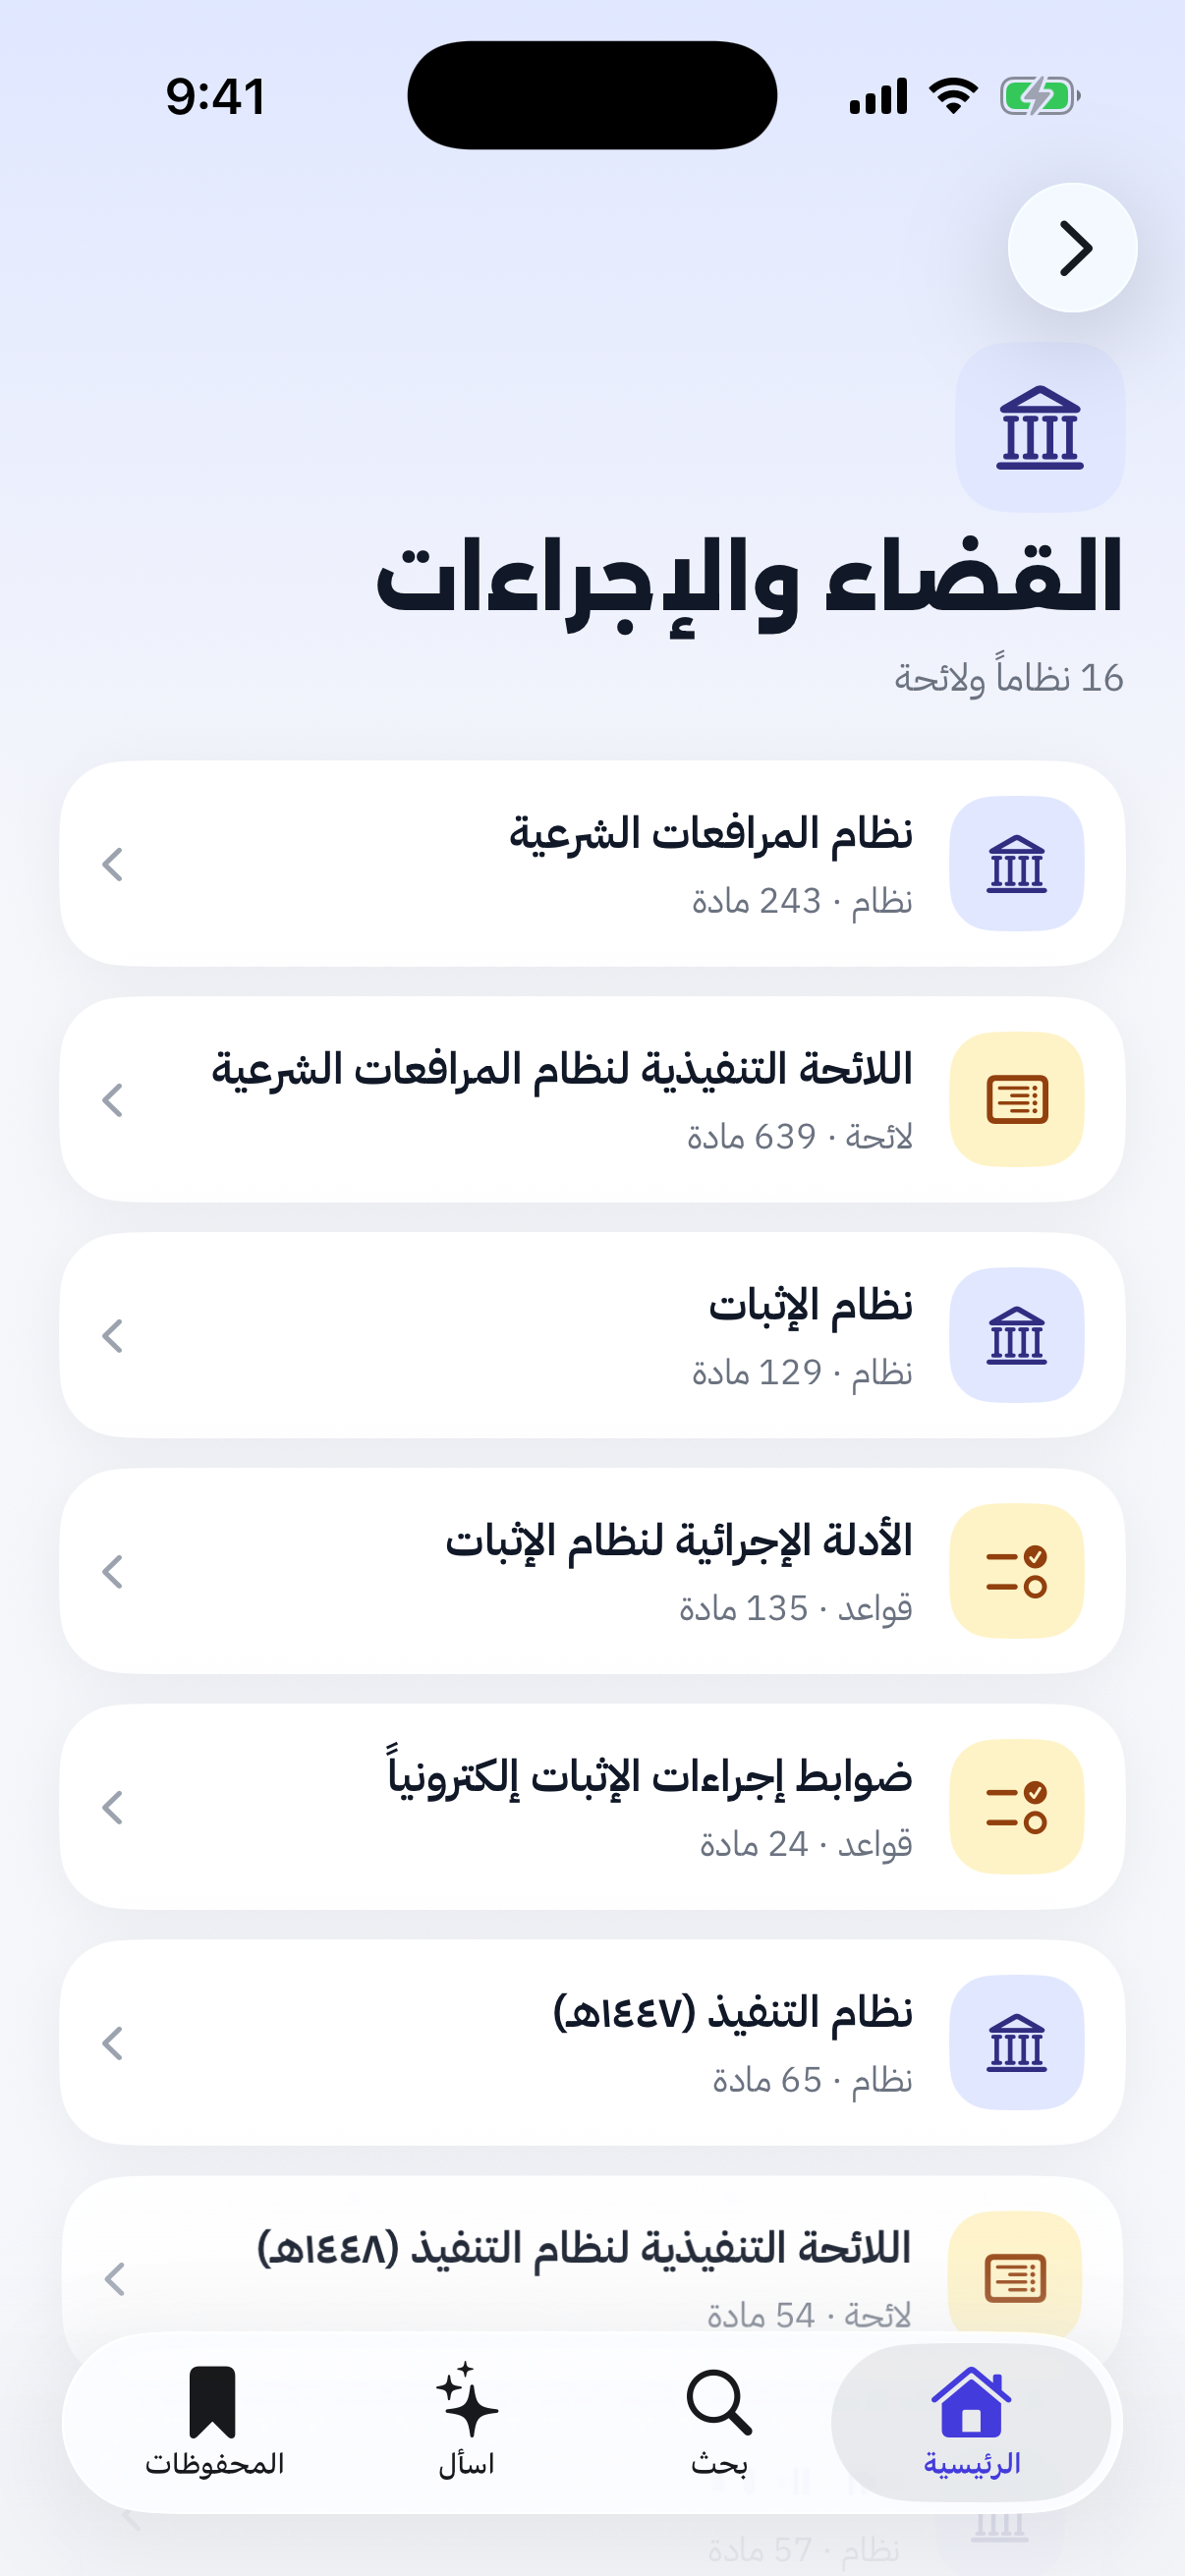 9:41
القضاء والإجراءات
16 نظاماً ولائحة
نظام المرافعات الشرعية
نظام · 243 مادة
اللائحة التنفيذية لنظام المرافعات الشرعية
لائحة · 639 مادة
نظام الإثبات
نظام · 129 مادة
الأدلة الإجرائية لنظام الإثبات
قواعد · 135 مادة
ضوابط إجراءات الإثبات إلكترونياً
قواعد · 24 مادة
نظام التنفيذ (١٤٤٧هـ)
نظام · 65 مادة
اللائحة التنفيذية لنظام التنفيذ (١٤٤٨هـ)
لائحة · 54 مادة
الرئيسية
بحث
اسأل
المحفوظات
نظام · 57 مادة